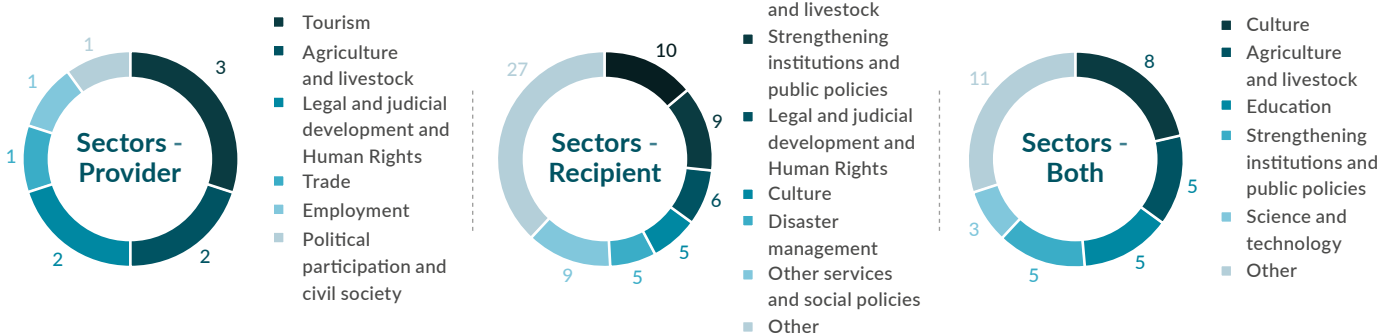 1
3
1
1
2
2
Sectors -
Provider
Tourism
Agriculture
and livestock
Legal and judicial
development and
Human Rights
Trade
Employment
Political
participation and
civil society
27
10
9
6
5
5
9
Sectors -
Recipient
and livestock
Strengthening
institutions and
public policies
Legal and judicial
development and
Human Rights
Culture
Disaster
management
Other services
and social policies
Other
11
8
5
5
5
3
Sectors -
Both
Culture
Agriculture
and livestock
Education
Strengthening
institutions and
public policies
Science and
technology
Other